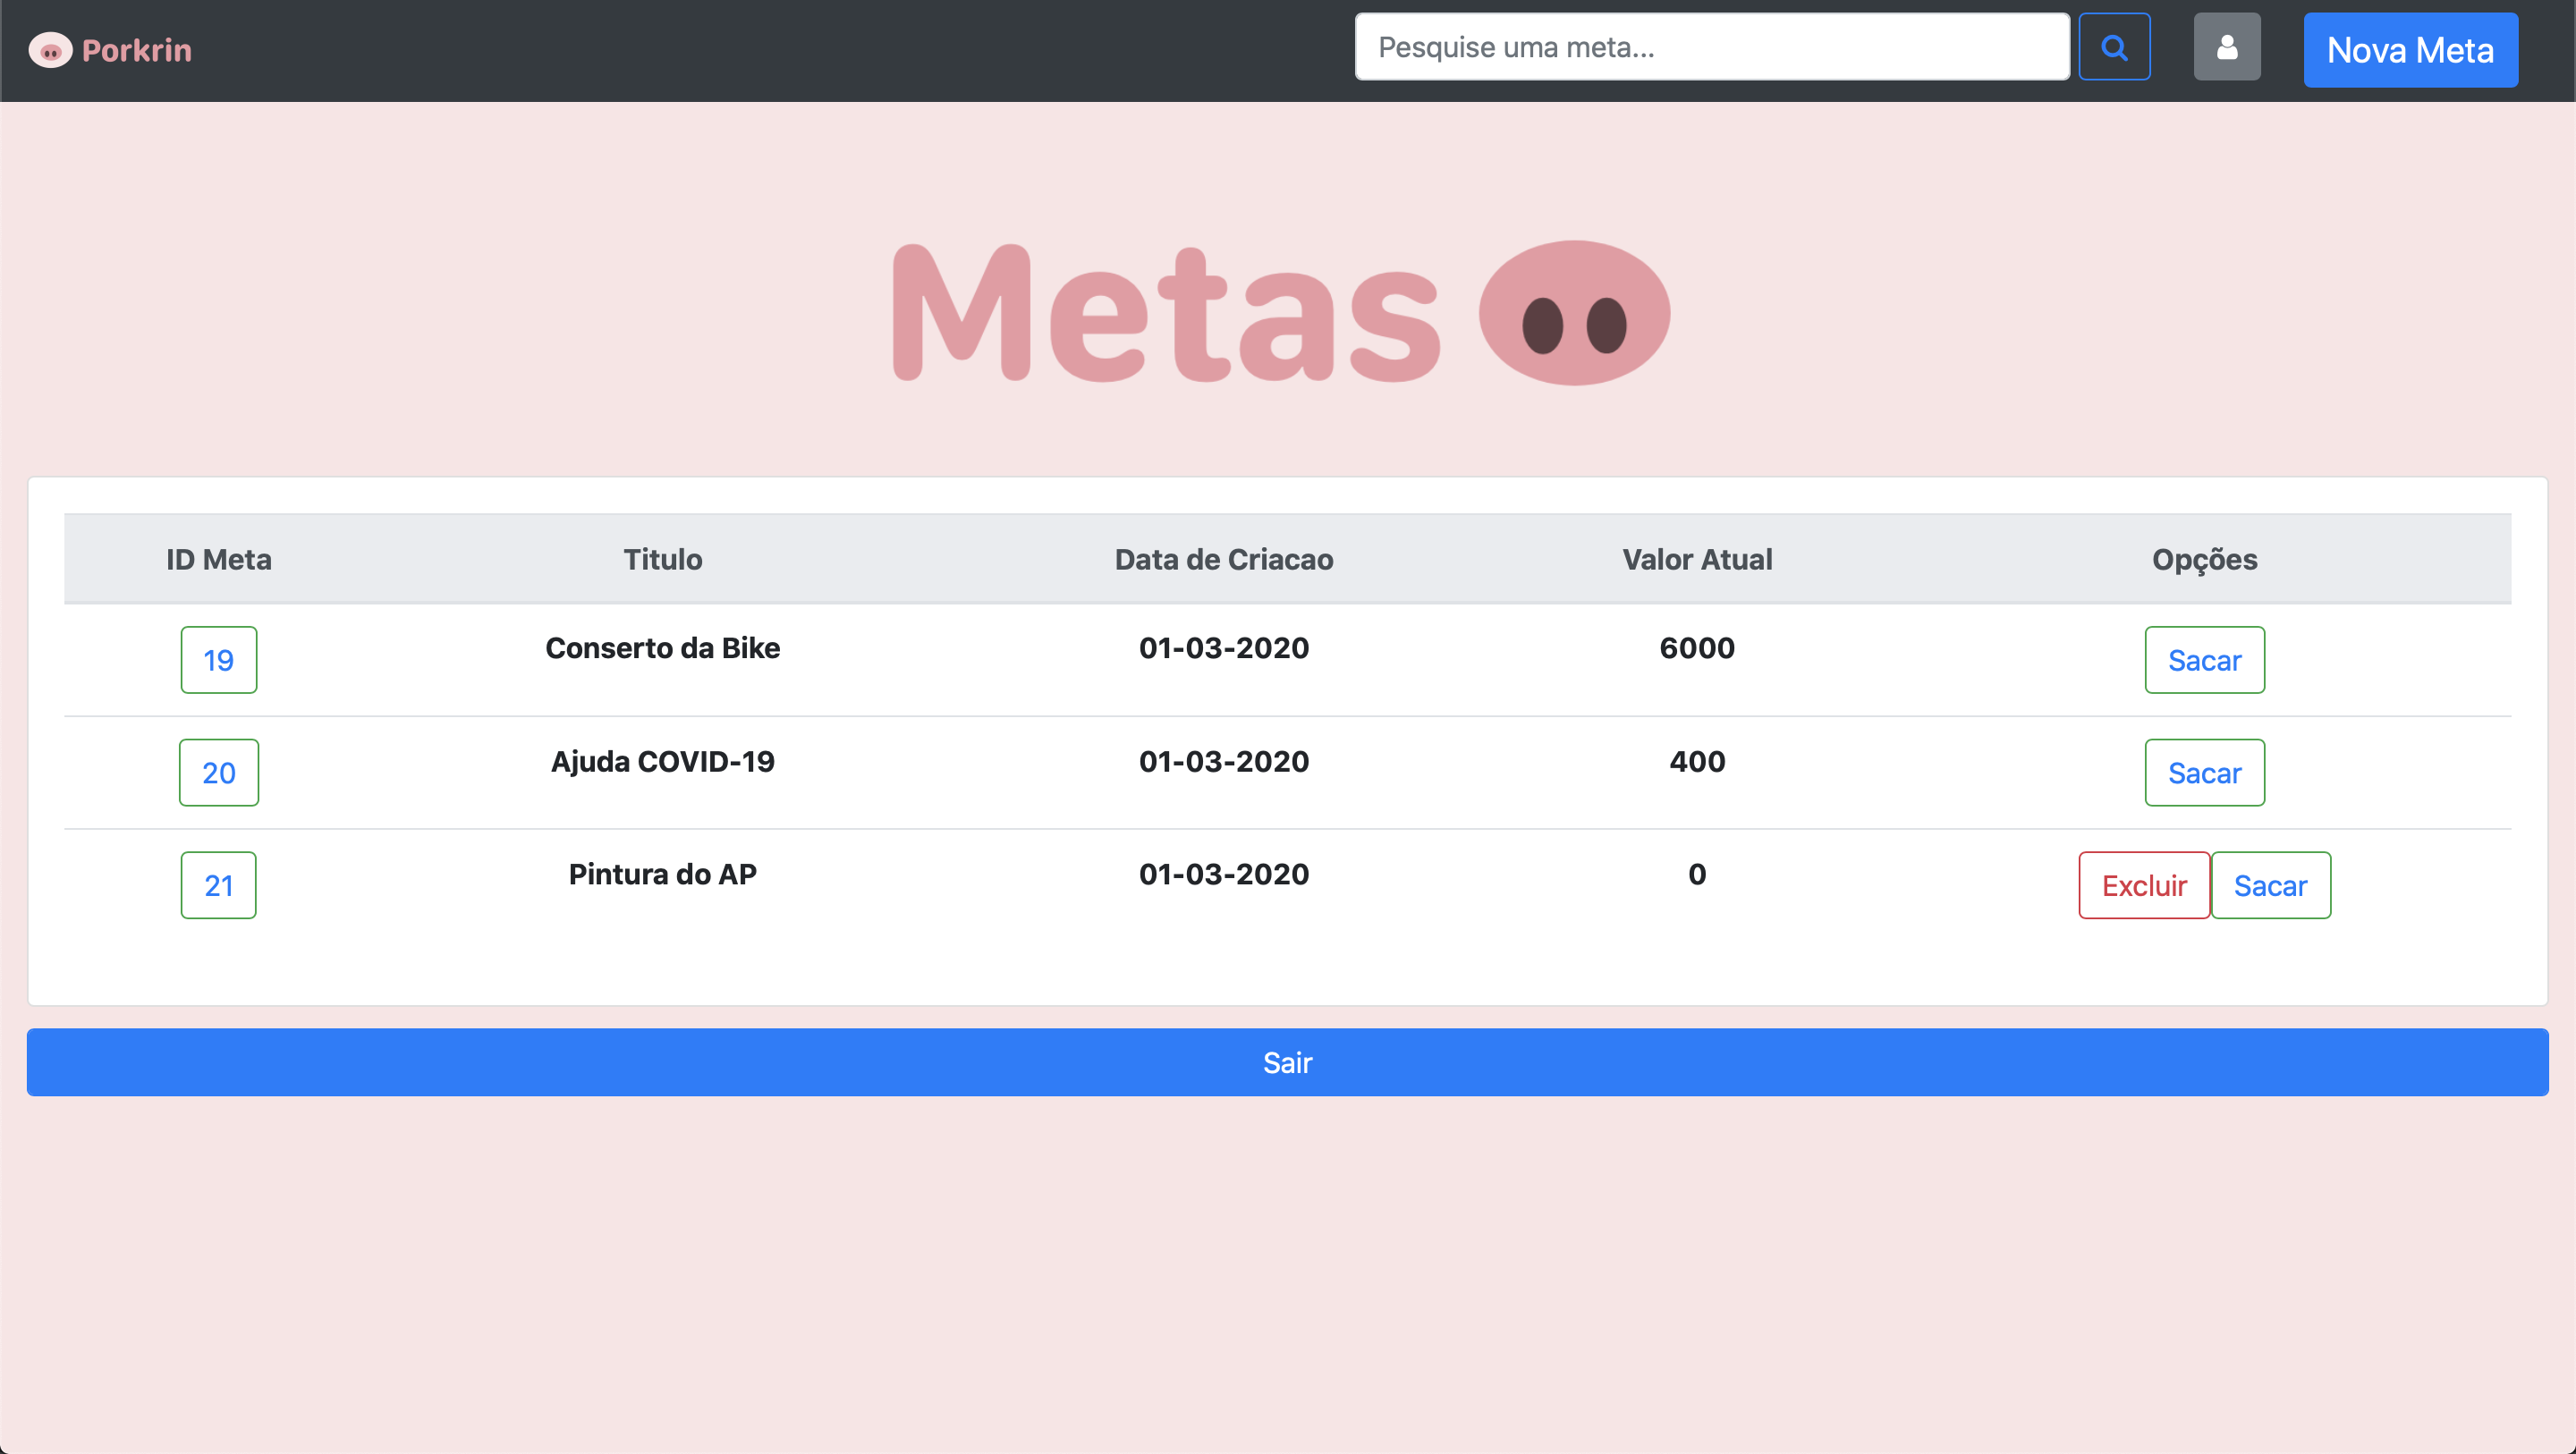 Porkrin
Pesquise uma meta...
Nova Meta
Metas
ID Meta Titulo Data de Criacao Valor Atual Opções
19 Conserto da Bike 01-03-2020 6000 Sacar
20 Ajuda COVID-19 01-03-2020 400 Sacar
21 Pintura do AP 01-03-2020 0 Excluir Sacar
Sair